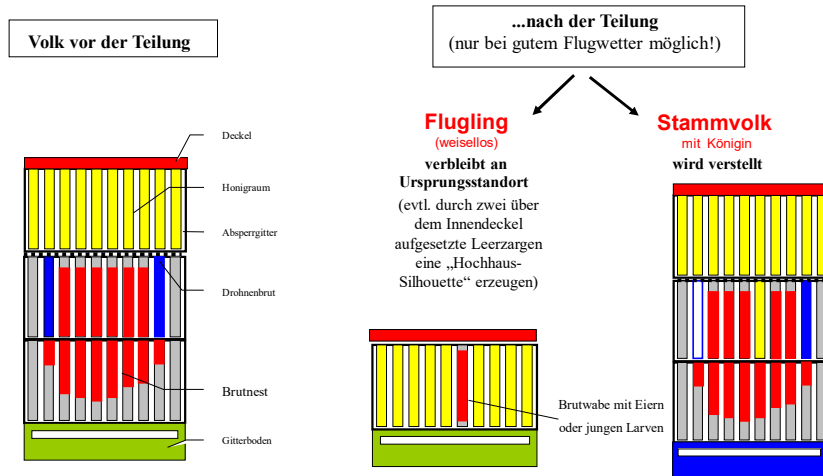 Volk vor der Teilung
...nach der Teilung
(nur bei gutem Flugwetter möglich!)
Deckel
Honigraum
Absperrgitter
Drohnenbrut
Brutnest
Gitterboden
Flugling
(weisellos)
verbleibt an
Ursprungsstandort
(evtl. durch zwei über
dem Innendeckel
aufgesetzte Leerzargen
eine „Hochhaus-
Silhouette“ erzeugen)
Stammvolk
mit Königin
wird verstellt
Brutwabe mit Eiern
oder jungen Larven